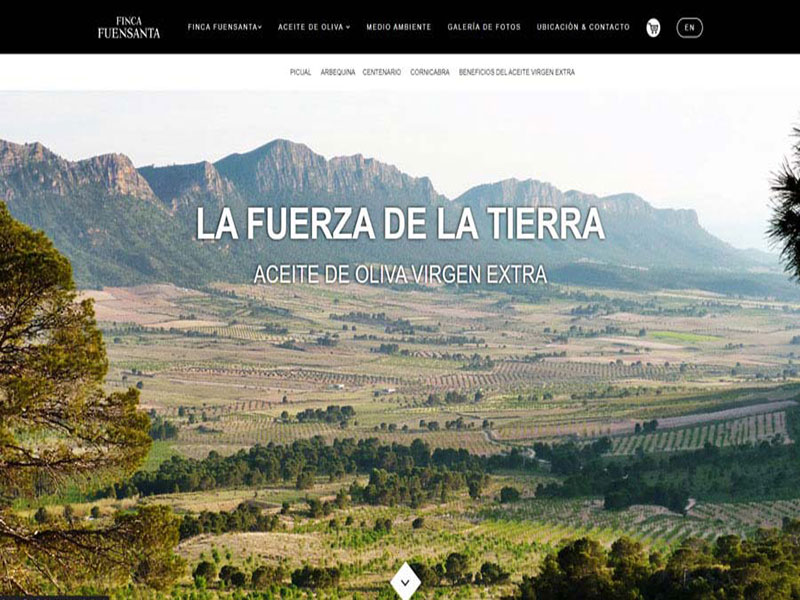 FINCA
FUENSANTA
FINCA FUENSANTA
ACEITE DE OLIVA
MEDIO AMBIENTE
GALERÍA DE FOTOS
UBICACIÓN & CONTACTO
EN
PICUAL
ARBEQUINA
CENTENARIO
CORNICABRA
BENEFICIOS DEL ACEITE VIRGEN EXTRA
LA FUERZA DE LA TIERRA
ACEITE DE OLIVA VIRGEN EXTRA